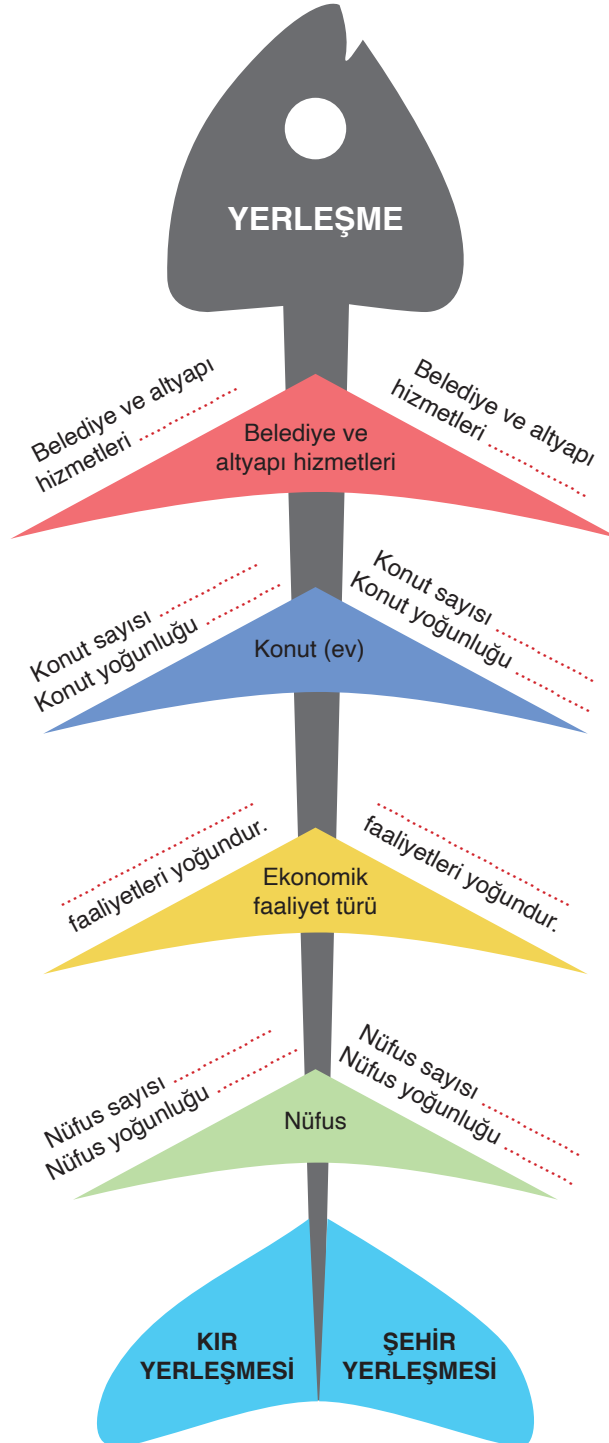 YERLEŞME
Belediye ve altyapı
hizmetleri ..............
Belediye ve altyapı
hizmetleri ..............
Belediye ve
altyapı hizmetleri
Konut sayısı ..............
Konut yoğunluğu ..............
Konut sayısı ..............
Konut yoğunluğu ..............
Konut (ev)
..............................
faaliyetleri yoğundur.
..............................
faaliyetleri yoğundur.
Ekonomik
faaliyet türü
Nüfus sayısı ..............
Nüfus yoğunluğu ..............
Nüfus sayısı ..............
Nüfus yoğunluğu ..............
Nüfus
KIR
YERLEŞMESİ
ŞEHİR
YERLEŞMESİ